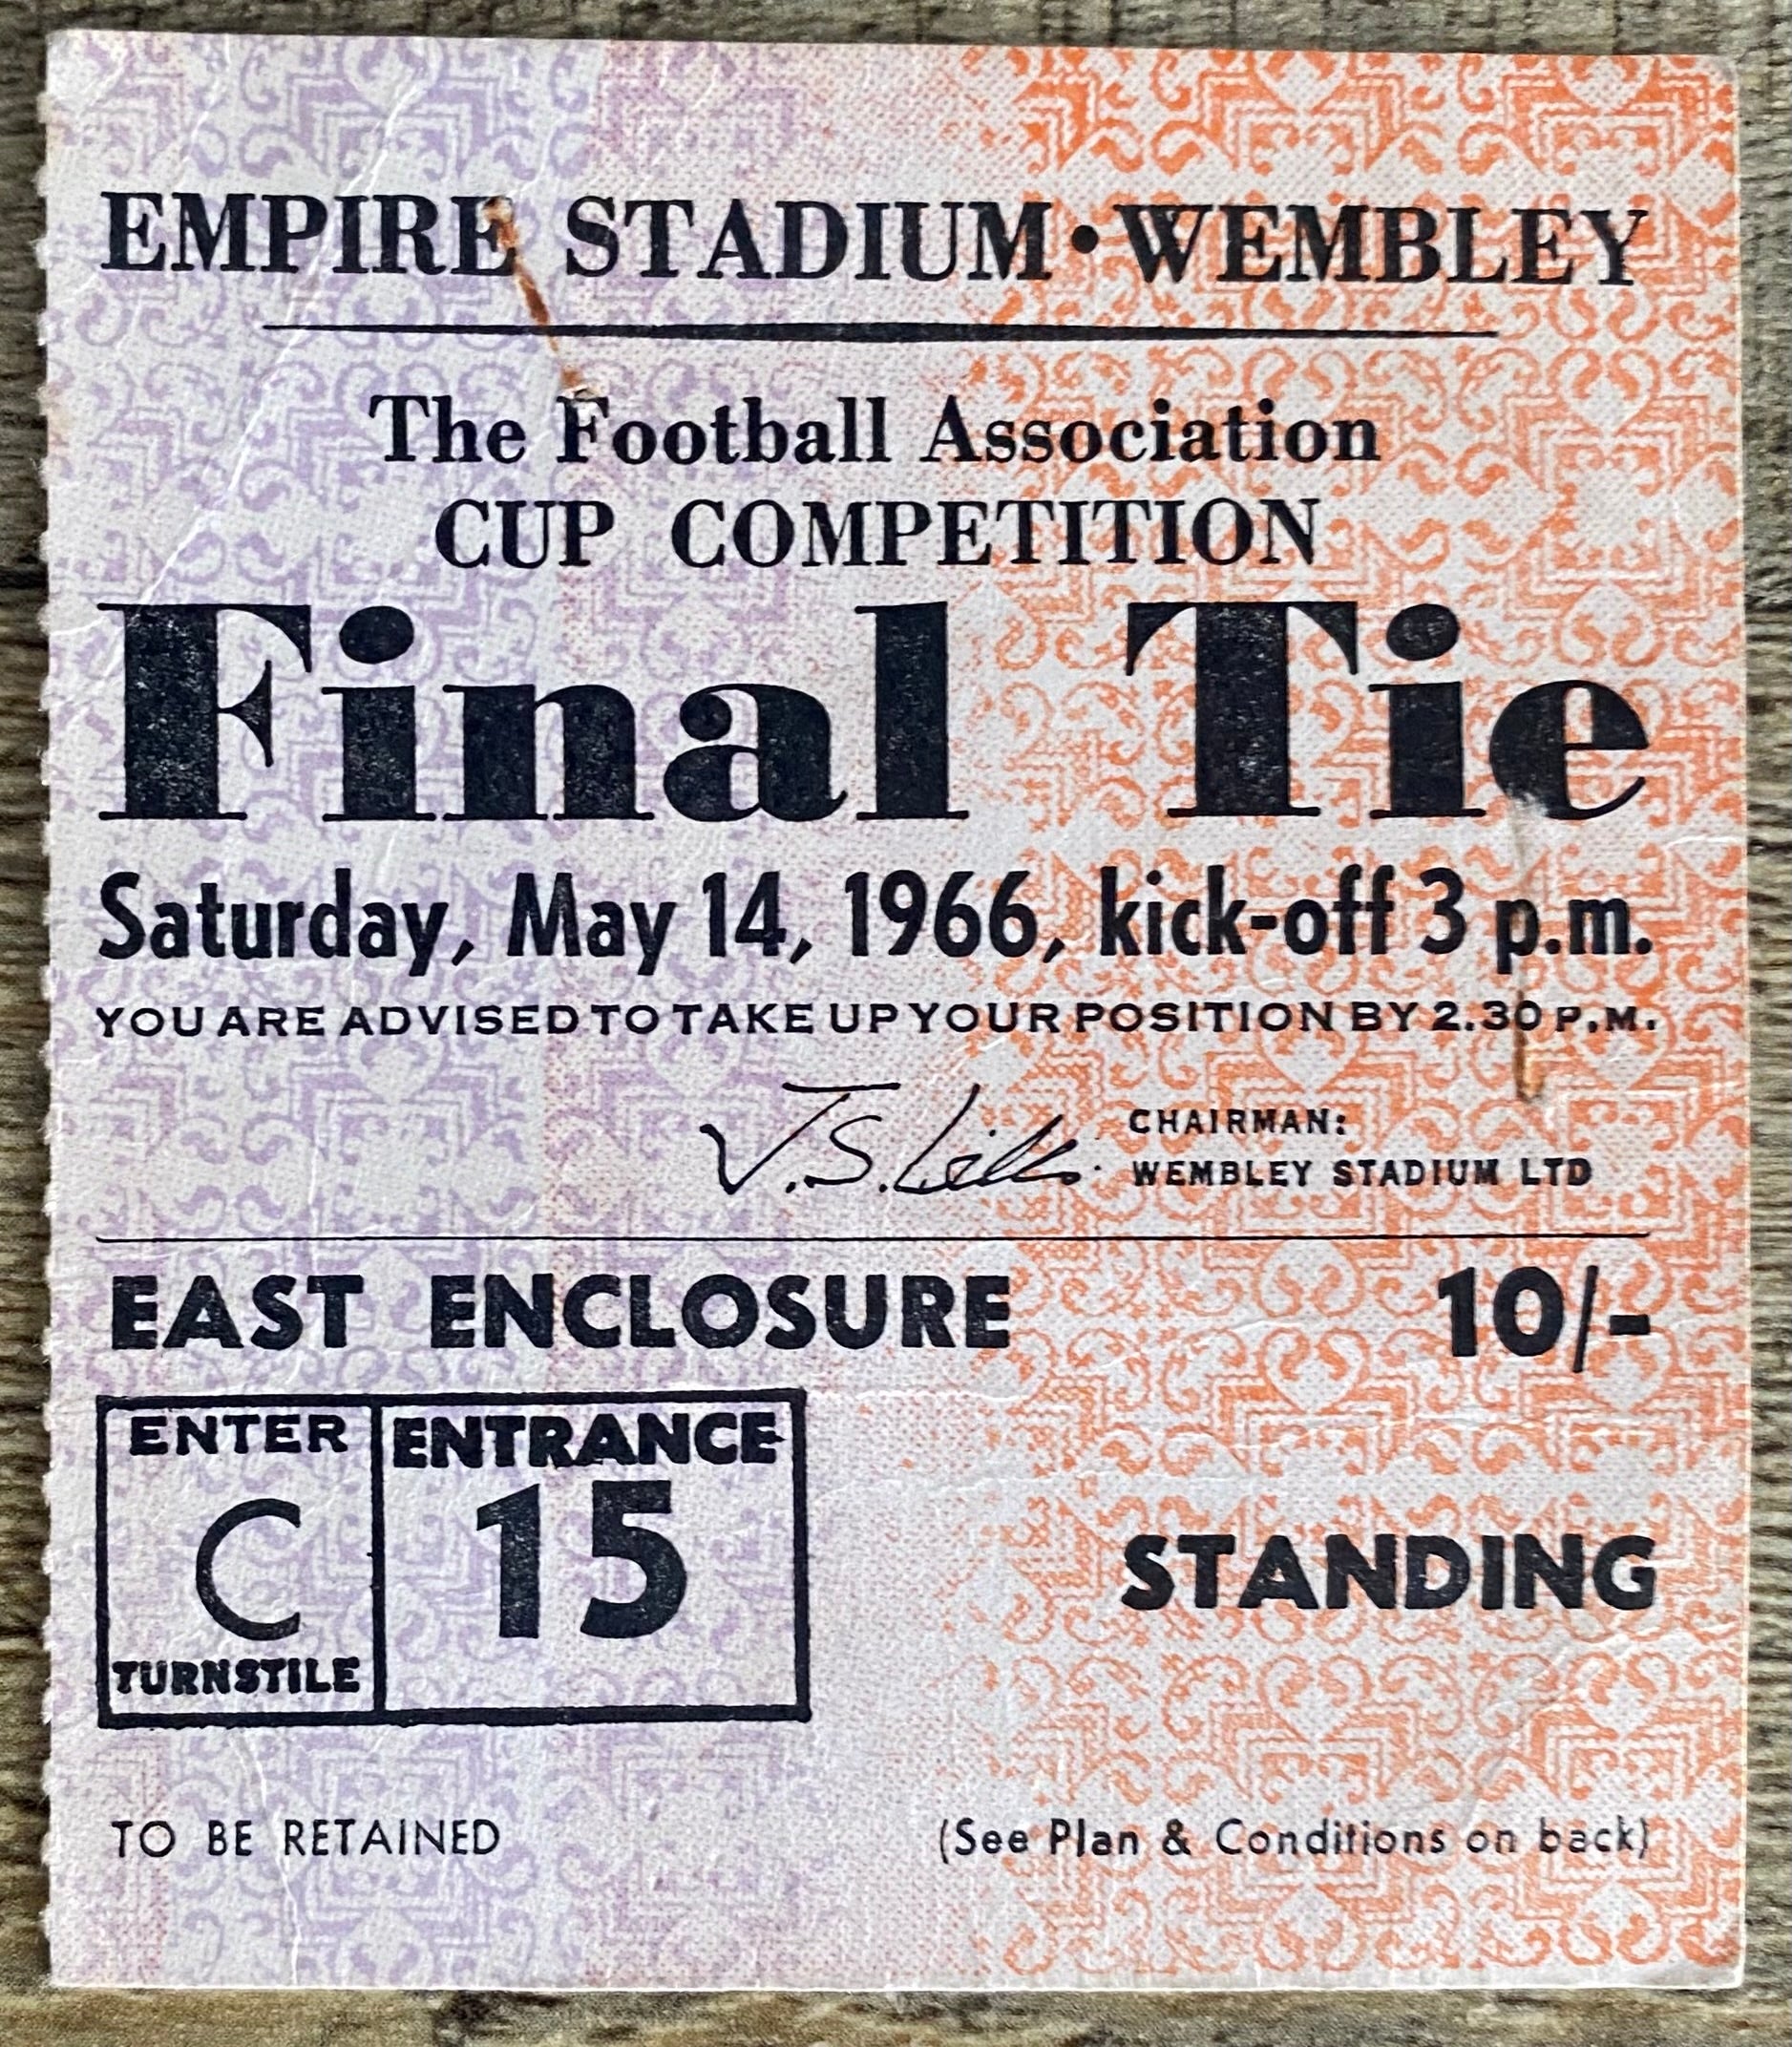 EMPIRE STADIUM • WEMBLEY
The Football Association
CUP COMPETITION
Final Tie
Saturday, May 14, 1966, kick-off 3 p.m.
YOU ARE ADVISED TO TAKE UP YOUR POSITION BY 2.30 P.M.
CHAIRMAN:
WEMBLEY STADIUM LTD
EAST ENCLOSURE 10/-
ENTER
C
TURNSTILE
ENTRANCE
15
STANDING
TO BE RETAINED (See Plan & Conditions on back)